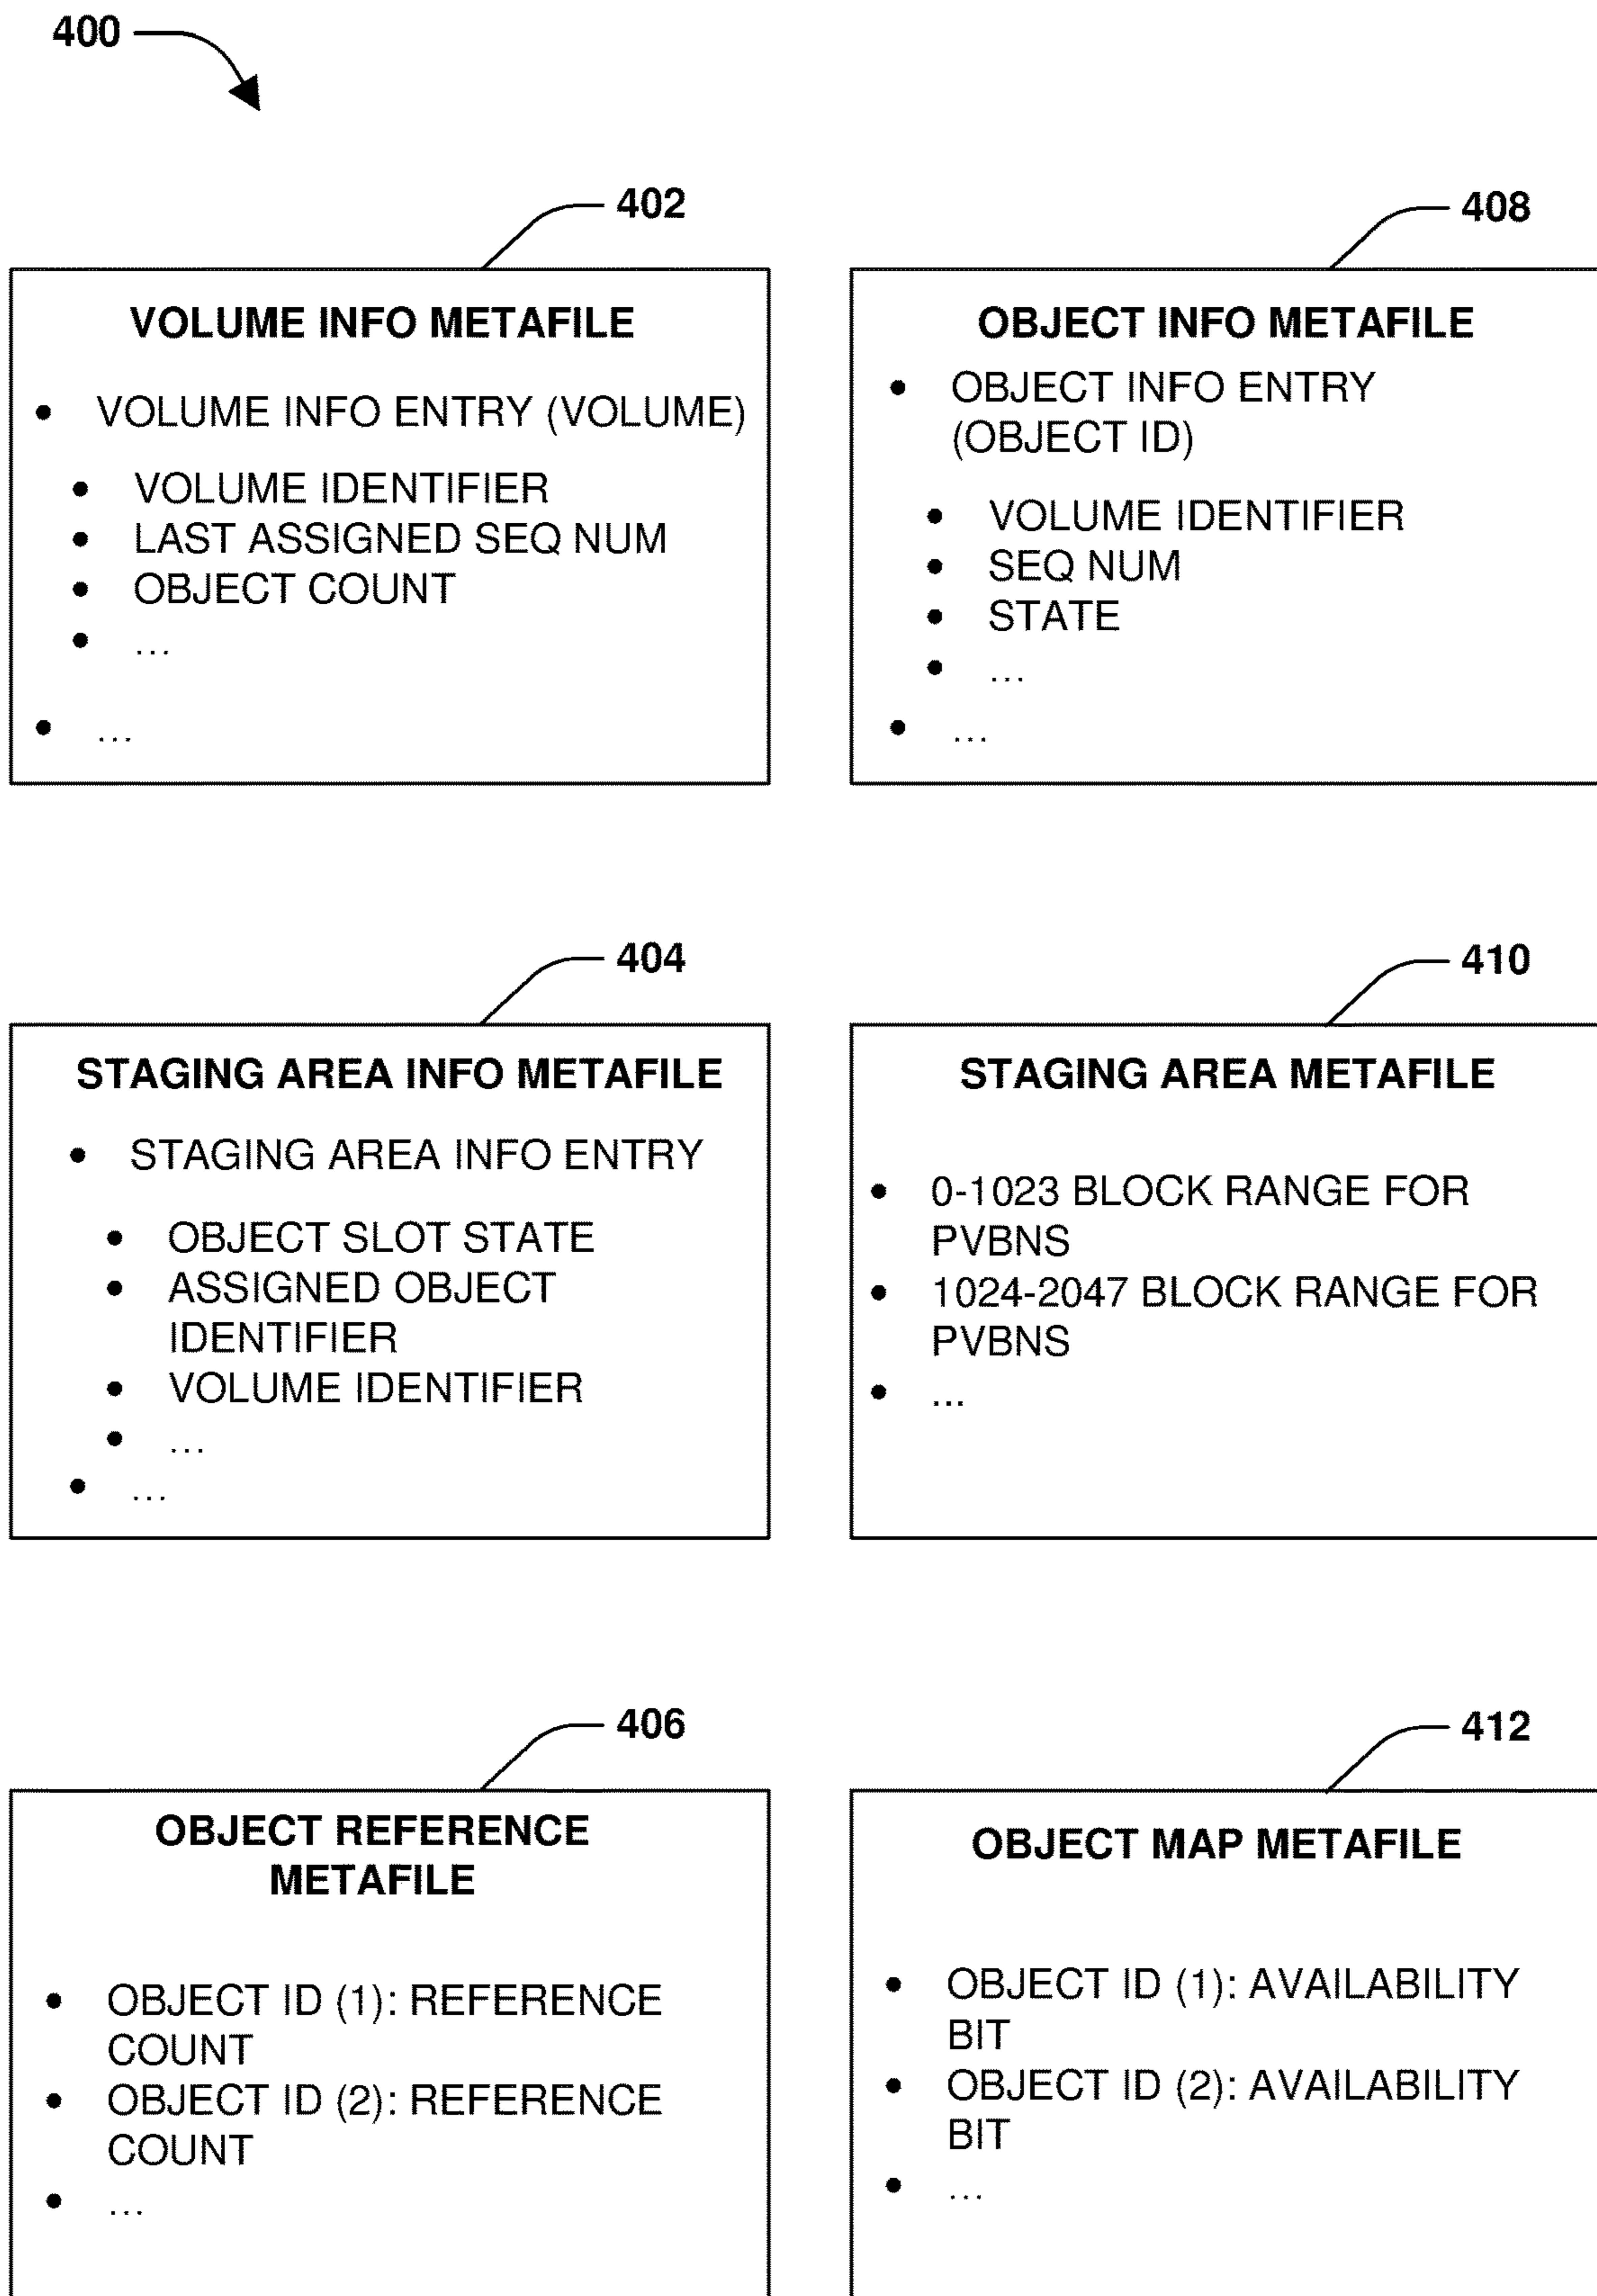 400
402
VOLUME INFO METAFILE
• VOLUME INFO ENTRY (VOLUME)
• VOLUME IDENTIFIER
• LAST ASSIGNED SEQ NUM
• OBJECT COUNT
• ...
• ...
408
OBJECT INFO METAFILE
• OBJECT INFO ENTRY
(OBJECT ID)
• VOLUME IDENTIFIER
• SEQ NUM
• STATE
• ...
• ...
404
STAGING AREA INFO METAFILE
• STAGING AREA INFO ENTRY
• OBJECT SLOT STATE
• ASSIGNED OBJECT
IDENTIFIER
• VOLUME IDENTIFIER
• ...
• ...
410
STAGING AREA METAFILE
• 0-1023 BLOCK RANGE FOR
PVBNS
• 1024-2047 BLOCK RANGE FOR
PVBNS
• ...
406
OBJECT REFERENCE
METAFILE
• OBJECT ID (1): REFERENCE
COUNT
• OBJECT ID (2): REFERENCE
COUNT
• ...
412
OBJECT MAP METAFILE
• OBJECT ID (1): AVAILABILITY
BIT
• OBJECT ID (2): AVAILABILITY
BIT
• ...